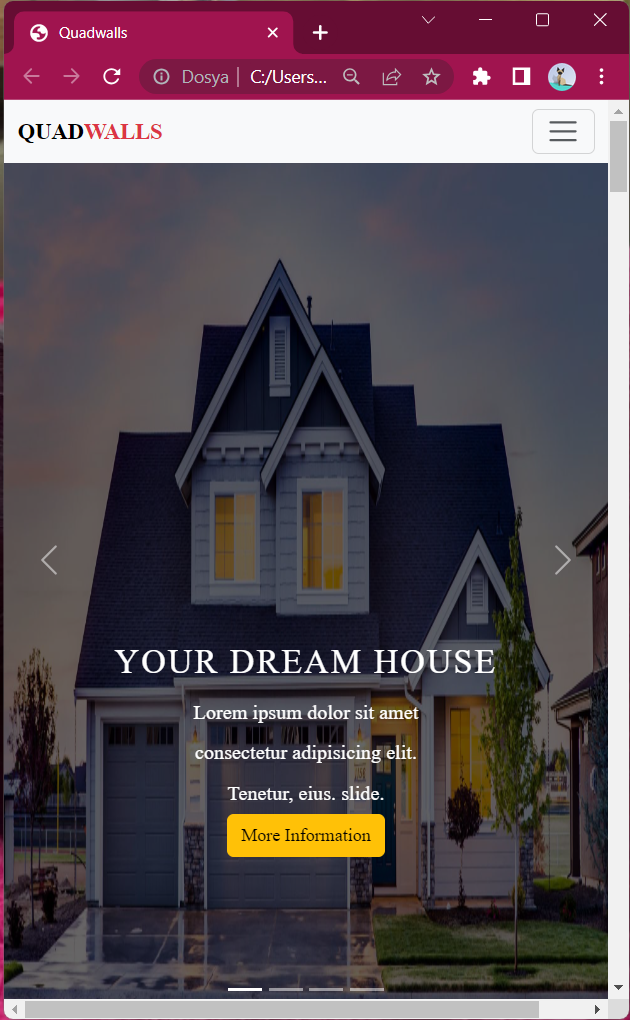 Quadwalls
Dosya | C:/Users...
QUADWALLS
YOUR DREAM HOUSE
Lorem ipsum dolor sit amet
consectetur adipisicing elit.
Tenetur, eius. slide.
More Information